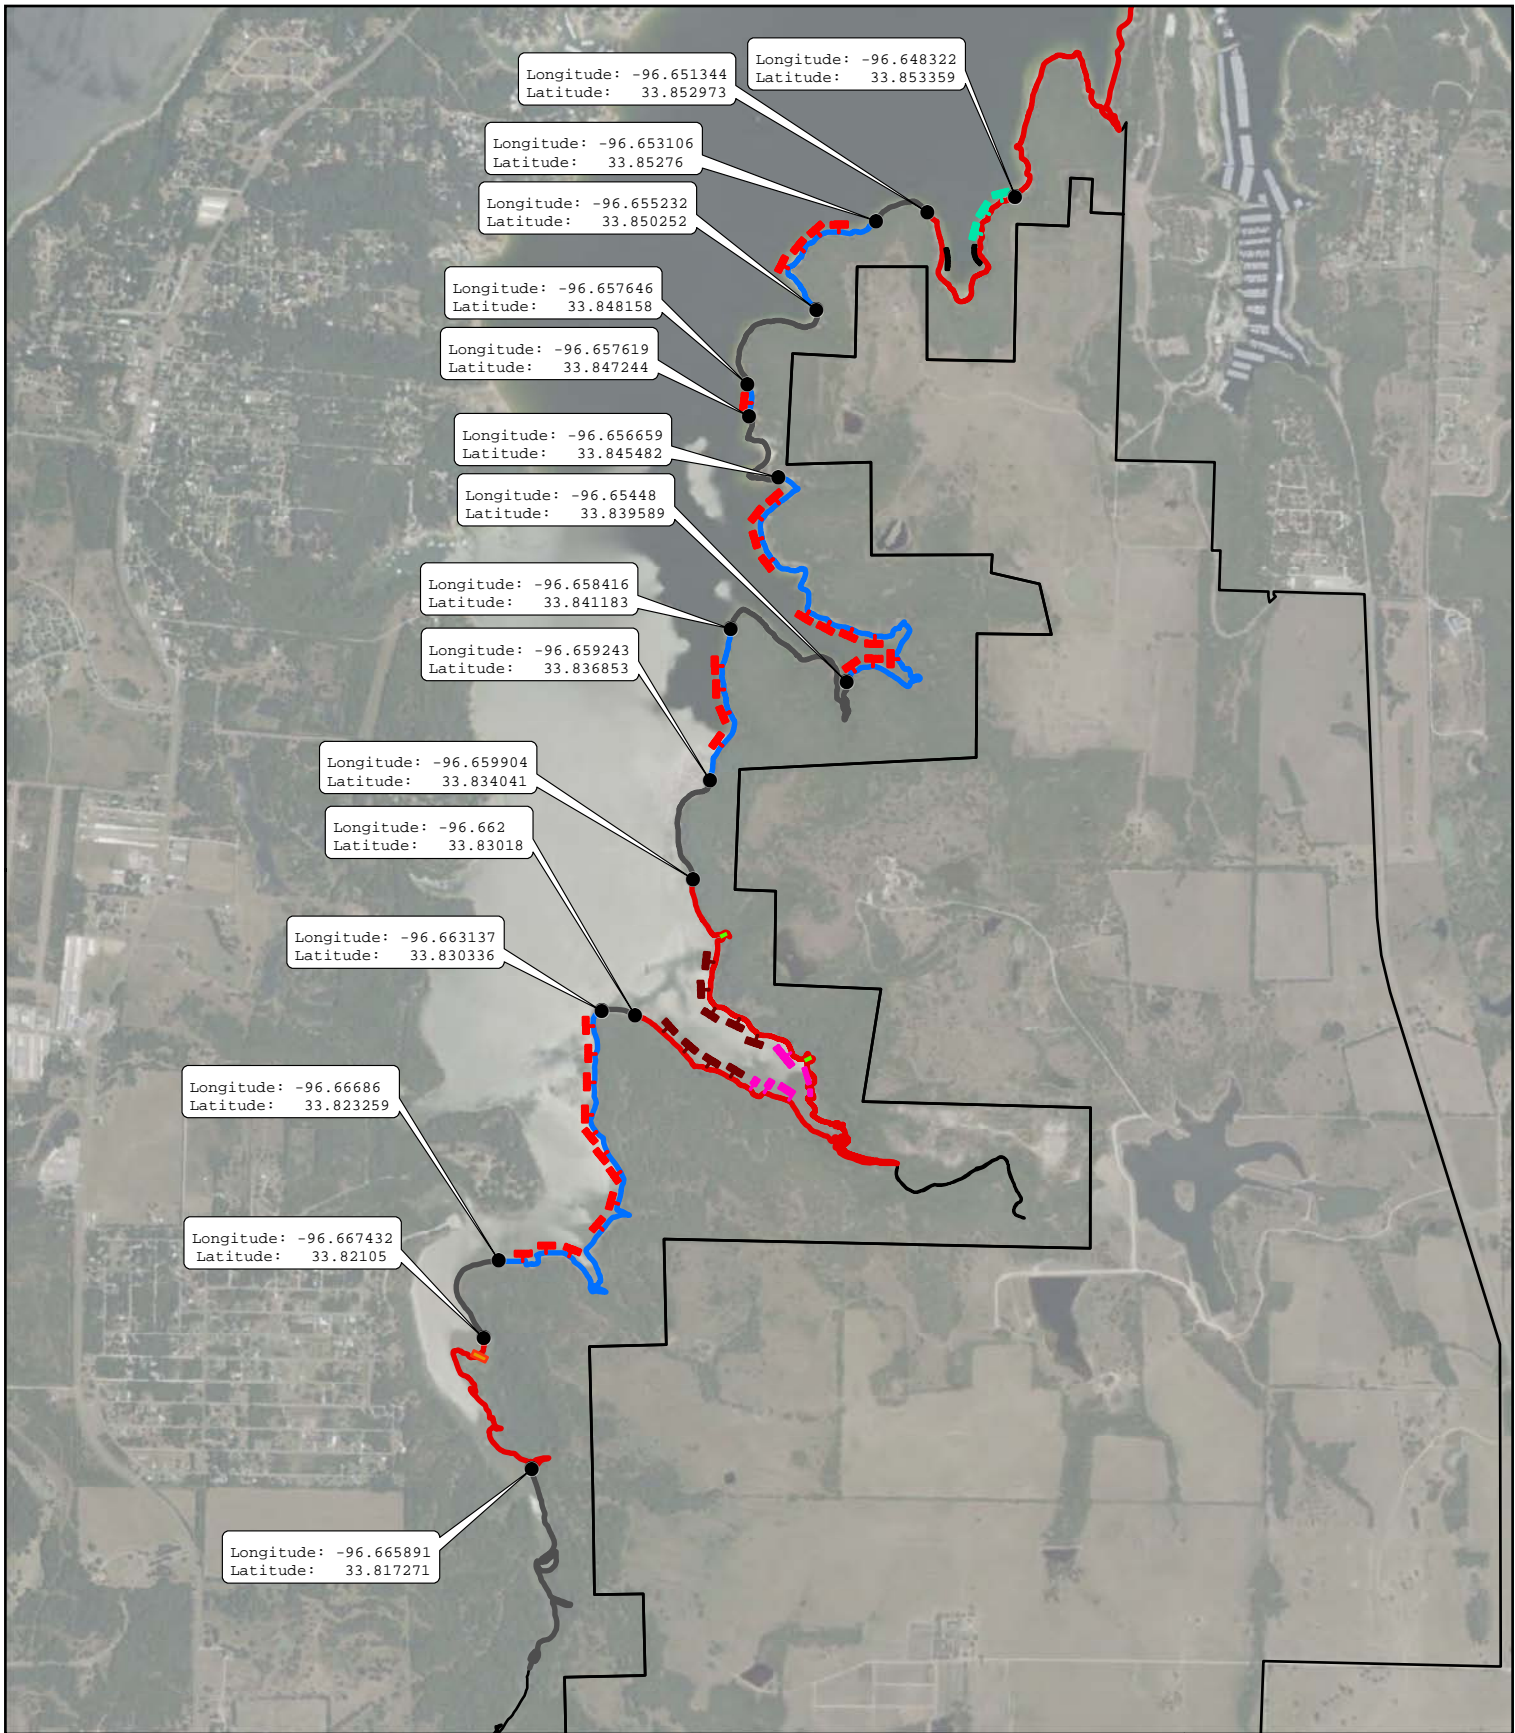 Longitude: -96.648322
Latitude: 33.853359
Longitude: -96.651344
Latitude: 33.852973
Longitude: -96.653106
Latitude: 33.85276
Longitude: -96.655232
Latitude: 33.850252
Longitude: -96.657646
Latitude: 33.848158
Longitude: -96.657619
Latitude: 33.847244
Longitude: -96.656659
Latitude: 33.845482
Longitude: -96.65448
Latitude: 33.839589
Longitude: -96.658416
Latitude: 33.841183
Longitude: -96.659243
Latitude: 33.836853
Longitude: -96.659904
Latitude: 33.834041
Longitude: -96.662
Latitude: 33.83018
Longitude: -96.663137
Latitude: 33.830336
Longitude: -96.66686
Latitude: 33.823259
Longitude: -96.667432
Latitude: 33.82105
Longitude: -96.665891
Latitude: 33.817271